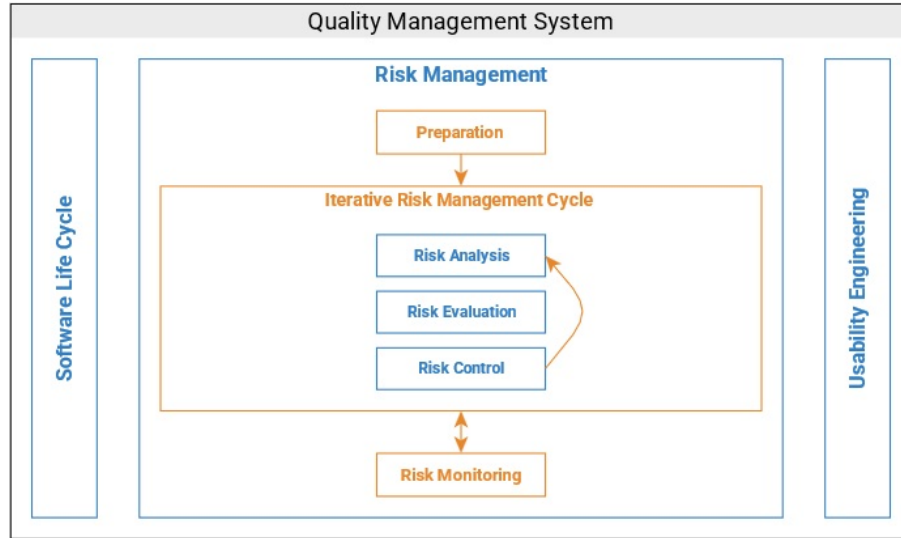 Quality Management System
Software Life Cycle
Risk Management
Preparation
Iterative Risk Management Cycle
Risk Analysis
Risk Evaluation
Risk Control
Risk Monitoring
Usability Engineering